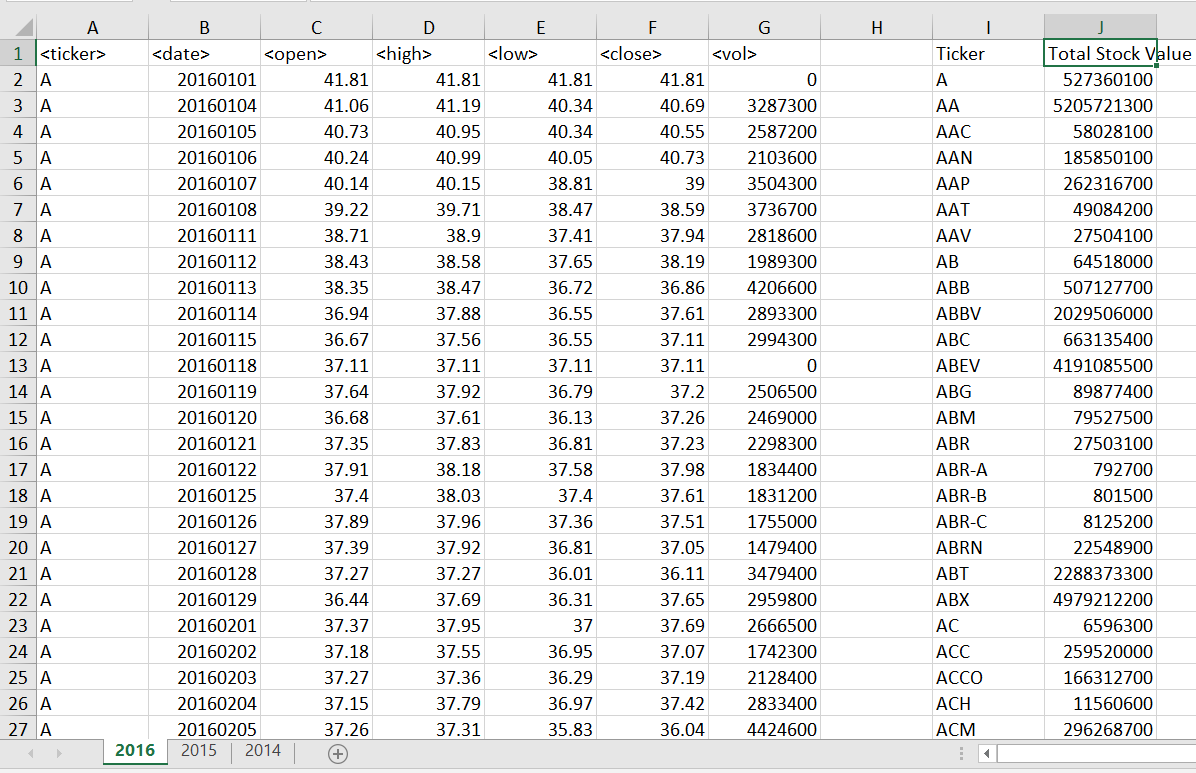 A B C D E F G H I J
1 <ticker> <date> <open> <high> <low> <close> <vol> Ticker Total Stock Value
2 A 20160101 41.81 41.81 41.81 41.81 0 A 527360100
3 A 20160104 41.06 41.19 40.34 40.69 3287300 AA 5205721300
4 A 20160105 40.73 40.95 40.34 40.55 2587200 AAC 58028100
5 A 20160106 40.24 40.99 40.05 40.73 2103600 AAN 185850100
6 A 20160107 40.14 40.15 38.81 39 3504300 AAP 262316700
7 A 20160108 39.22 39.71 38.47 38.59 3736700 AAT 49084200
8 A 20160111 38.71 38.9 37.41 37.94 2818600 AAV 27504100
9 A 20160112 38.43 38.58 37.65 38.19 1989300 AB 64518000
10 A 20160113 38.35 38.47 36.72 36.86 4206600 ABB 507127700
11 A 20160114 36.94 37.88 36.55 37.61 2893300 ABBV 2029506000
12 A 20160115 36.67 37.56 36.55 37.11 2994300 ABC 663135400
13 A 20160118 37.11 37.11 37.11 37.11 0 ABEV 4191085500
14 A 20160119 37.64 37.92 36.79 37.2 2506500 ABG 89877400
15 A 20160120 36.68 37.61 36.13 37.26 2469000 ABM 79527500
16 A 20160121 37.35 37.83 36.81 37.23 2298300 ABR 27503100
17 A 20160122 37.91 38.18 37.58 37.98 1834400 ABR-A 792700
18 A 20160125 37.4 38.03 37.4 37.61 1831200 ABR-B 801500
19 A 20160126 37.89 37.96 37.36 37.51 1755000 ABR-C 8125200
20 A 20160127 37.39 37.92 36.81 37.05 1479400 ABRN 22548900
21 A 20160128 37.27 37.27 36.01 36.11 3479400 ABT 2288373300
22 A 20160129 36.44 37.69 36.31 37.65 2959800 ABX 4979212200
23 A 20160201 37.37 37.95 37 37.69 2666500 AC 6596300
24 A 20160202 37.18 37.55 36.95 37.07 1742300 ACC 259520000
25 A 20160203 37.27 37.36 36.29 37.19 2128400 ACCO 166312700
26 A 20160204 37.15 37.79 36.97 37.42 2833400 ACH 11560600
27 A 20160205 37.26 37.31 35.83 36.04 4424600 ACM 296268700
2016 2015 2014